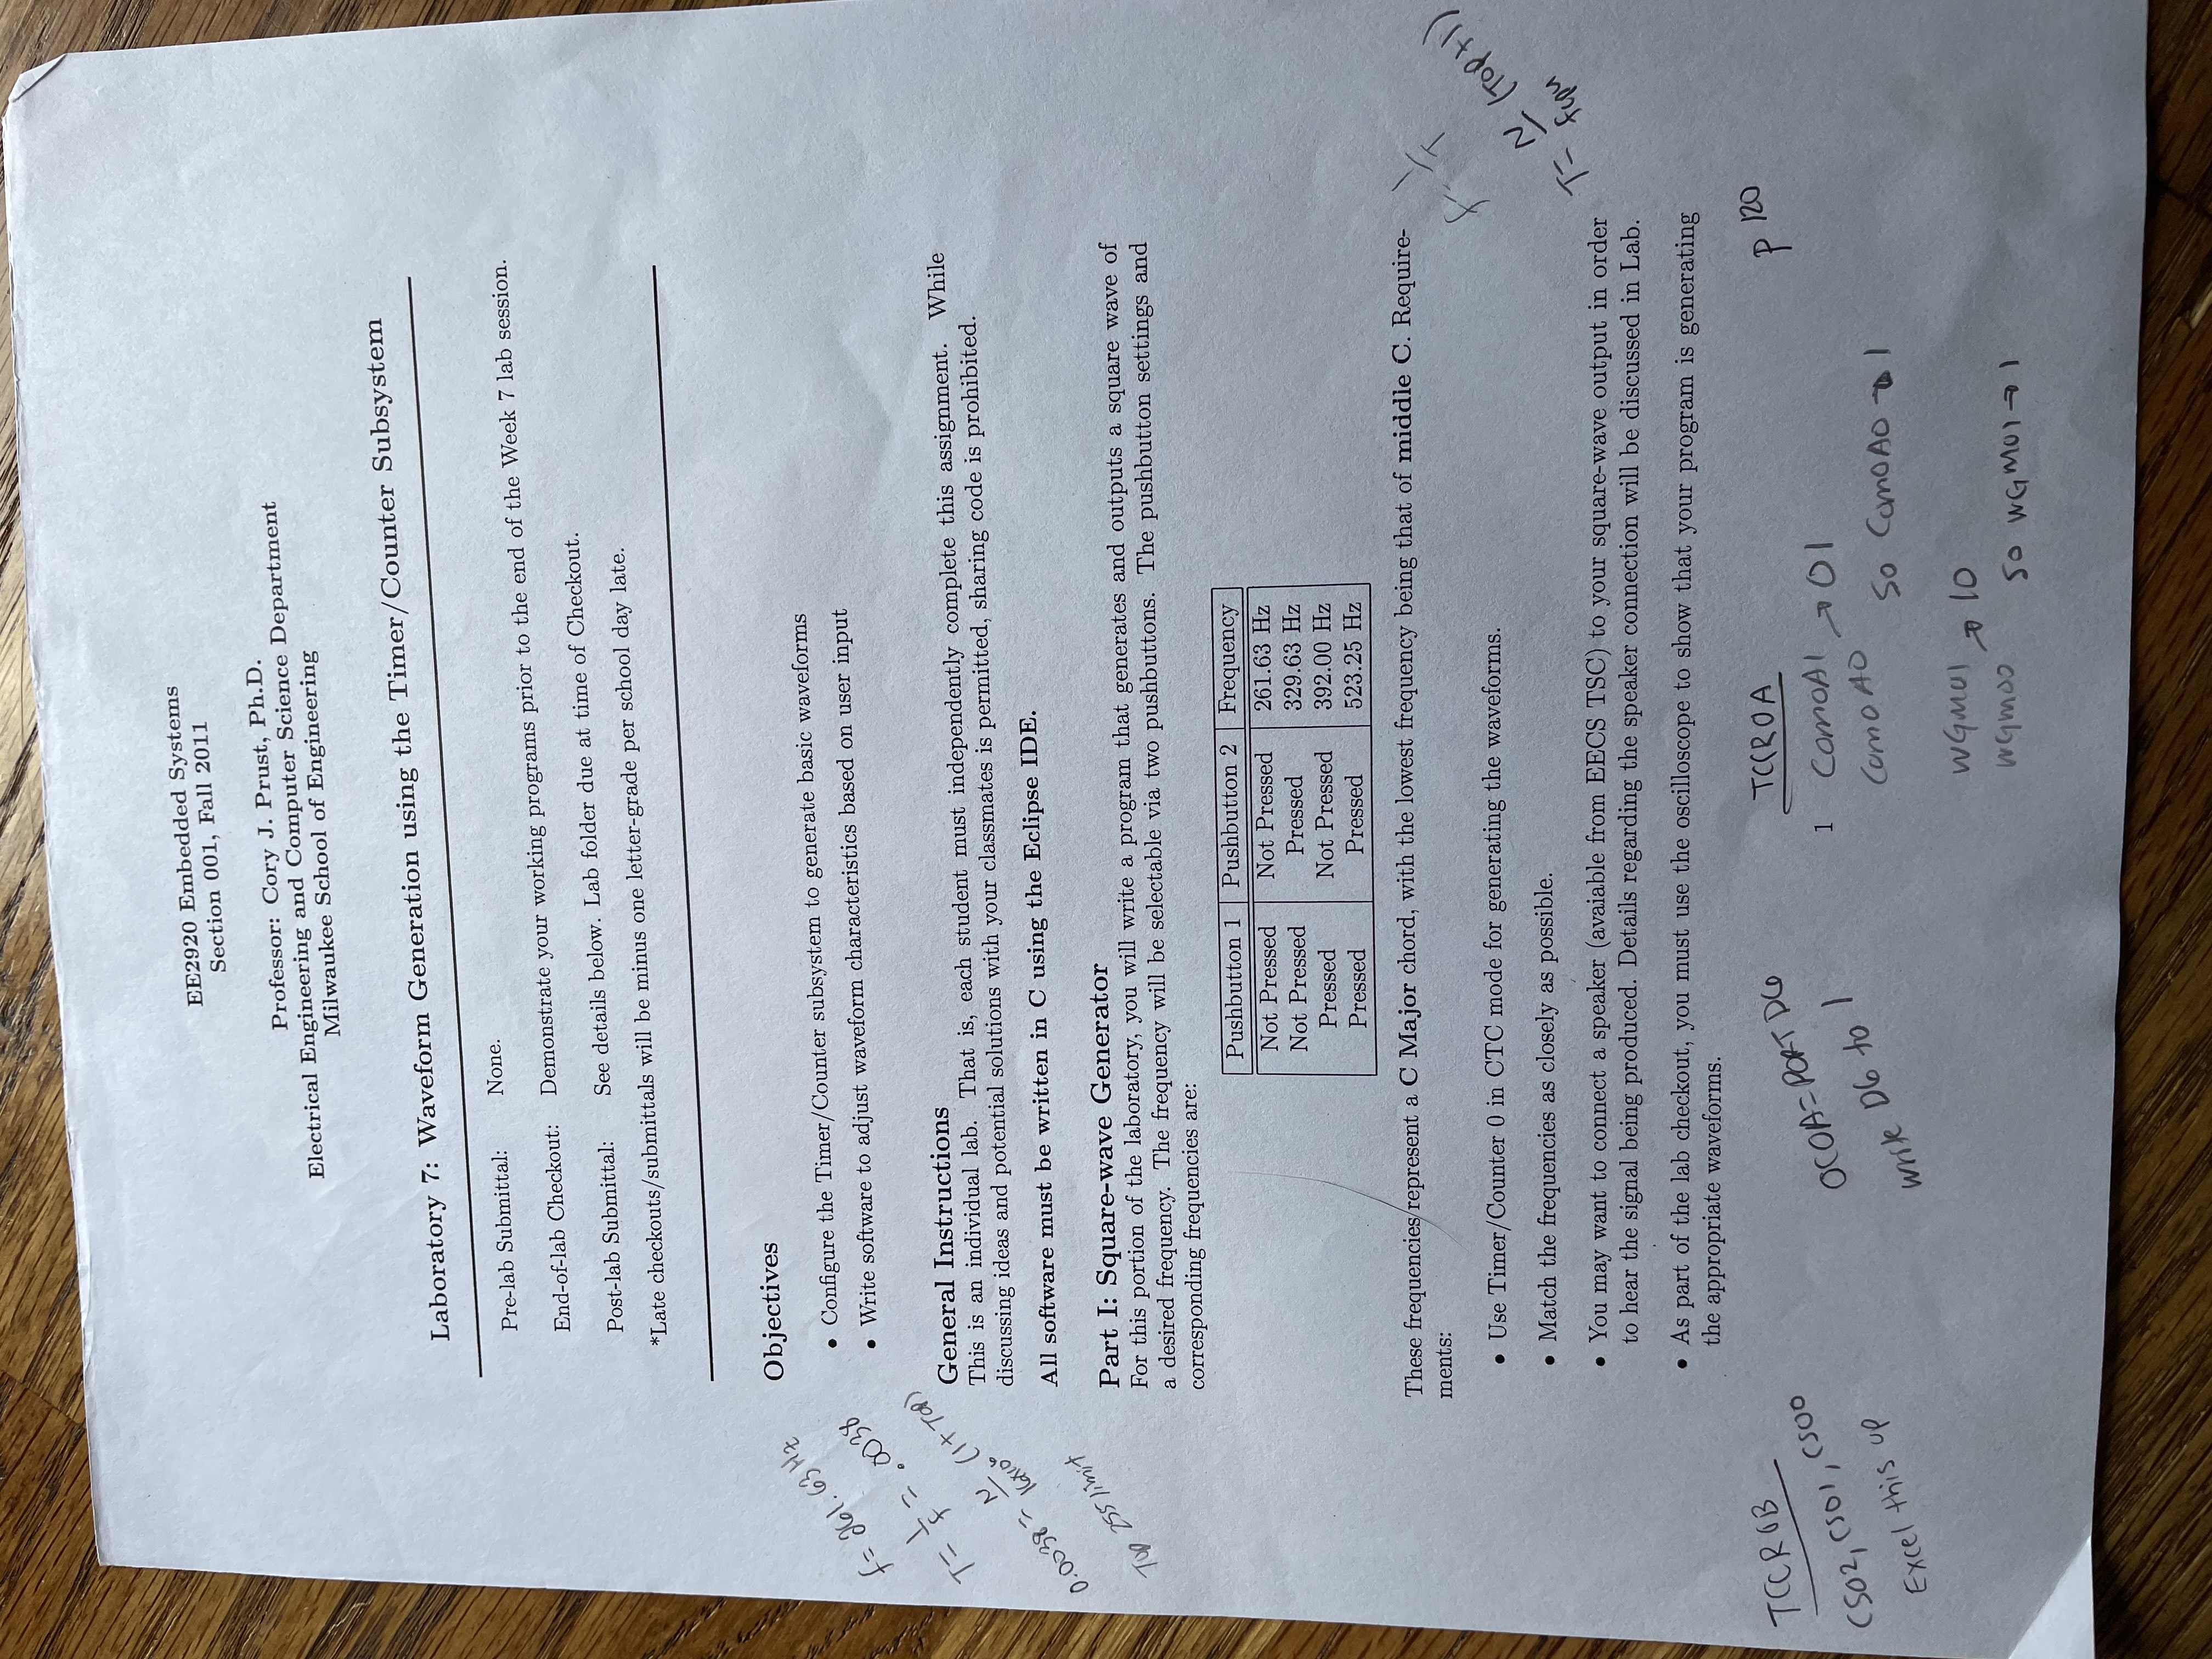 EE2920 Embedded Systems
Section 001, Fall 2011
Professor: Cory J. Prust, Ph.D.
Electrical Engineering and Computer Science Department
Milwaukee School of Engineering
Laboratory 7: Waveform Generation using the Timer/Counter Subsystem
Pre-lab Submittal: None.
End-of-lab Checkout: Demonstrate your working programs prior to the end of the Week 7 lab session.
Post-lab Submittal: See details below. Lab folder due at time of Checkout.
*Late checkouts/submittals will be minus one letter-grade per school day late.
Objectives
• Configure the Timer/Counter subsystem to generate basic waveforms
• Write software to adjust waveform characteristics based on user input
f= 261.63 Hz
T= 1/f = .0038
0.0038= N/16x10⁶ (1+TOP)
Top 255 limit
General Instructions
This is an individual lab. That is, each student must independently complete this assignment. While
discussing ideas and potential solutions with your classmates is permitted, sharing code is prohibited.
All software must be written in C using the Eclipse IDE.
Part I: Square-wave Generator
For this portion of the laboratory, you will write a program that generates and outputs a square wave of
a desired frequency. The frequency will be selectable via two pushbuttons. The pushbutton settings and
corresponding frequencies are:
Pushbutton 1 Pushbutton 2 Frequency
Not Pressed Not Pressed 261.63 Hz
Not Pressed Pressed 329.63 Hz
Pressed Not Pressed 392.00 Hz
Pressed Pressed 523.25 Hz
These frequencies represent a C Major chord, with the lowest frequency being that of middle C. Require-
ments:
• Use Timer/Counter 0 in CTC mode for generating the waveforms.
• Match the frequencies as closely as possible.
• You may want to connect a speaker (avaiable from EECS TSC) to your square-wave output in order
to hear the signal being produced. Details regarding the speaker connection will be discussed in Lab.
• As part of the lab checkout, you must use the oscilloscope to show that your program is generating
the appropriate waveforms.
f= 1/T
T= N/fcpu (TOP+1)
TCCR0B
CS02, CS01, CS00
Excel this up
OC0A=PORT D6
write D6 to 1
TCCR0A
p 120
1
COM0A1 → 01
COM0A0
so COM0A0 → 1
WGM01 → 10
WGM00
so WGM01 → 1